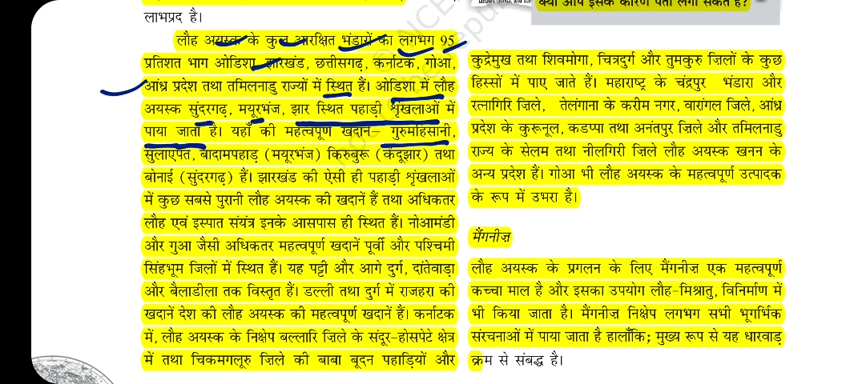 लाभप्रद है।
लौह अयस्क के कुल आरक्षित भंडारों का लगभग 95
प्रतिशत भाग ओडिशा, झारखंड, छत्तीसगढ़, कर्नाटक, गोआ,
आंध्र प्रदेश तथा तमिलनाडु राज्यों में स्थित हैं। ओडिशा में लौह
अयस्क सुंदरगढ़, मयूरभंज, झार स्थित पहाड़ी शृंखलाओं में
पाया जाता है। यहाँ की महत्वपूर्ण खदानें– गुरुमहिसानी,
सुलाएपत, बादामपहाड़ (मयूरभंज) किरुबुरू (केंदूझार) तथा
बोनाई (सुंदरगढ़) हैं। झारखंड की ऐसी ही पहाड़ी शृंखलाओं
में कुछ सबसे पुरानी लौह अयस्क की खदानें हैं तथा अधिकतर
लौह एवं इस्पात संयंत्र इनके आसपास ही स्थित हैं। नोआमंडी
और गुआ जैसी अधिकतर महत्वपूर्ण खदानें पूर्वी और पश्चिमी
सिंहभूम जिलों में स्थित हैं। यह पट्टी और आगे दुर्ग, दांतेवाड़ा
और बैलाडीला तक विस्तृत हैं। डल्ली तथा दुर्ग में राजहरा की
खदानें देश की लौह अयस्क की महत्वपूर्ण खदानें हैं। कर्नाटक
में, लौह अयस्क के निक्षेप बल्लारि ज़िले के संदूर-होसपेटे क्षेत्र
में तथा चिकमगलूरु ज़िले की बाबा बूदन पहाड़ियों और
क्या आप इसके कारण पता लगा सकते हैं?
कुद्रेमुख तथा शिवमोगा, चित्रदुर्ग और तुमकुरु ज़िलों के कुछ
हिस्सों में पाए जाते हैं। महाराष्ट्र के चंद्रपुर भंडारा और
रत्नागिरि ज़िले, तेलंगाना के करीम नगर, वारांगल ज़िले, आंध्र
प्रदेश के कुरूनूल, कडप्पा तथा अनंतपुर ज़िले और तमिलनाडु
राज्य के सेलम तथा नीलगिरी ज़िले लौह अयस्क खनन के
अन्य प्रदेश हैं। गोआ भी लौह अयस्क के महत्वपूर्ण उत्पादक
के रूप में उभरा है।
मैंगनीज़
लौह अयस्क के प्रगलन के लिए मैंगनीज़ एक महत्वपूर्ण
कच्चा माल है और इसका उपयोग लौह-मिश्रातु, विनिर्माण में
भी किया जाता है। मैंगनीज़ निक्षेप लगभग सभी भूगर्भिक
संरचनाओं में पाया जाता है हालाँकि; मुख्य रूप से यह धारवाड़
क्रम से संबद्ध है।